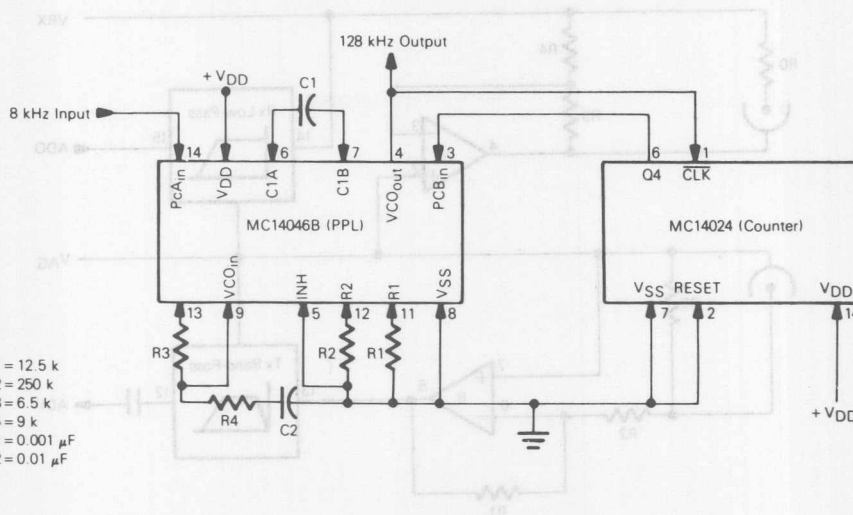 128 kHz Output
+ VDD
C1
8 kHz Input
14
6
7
4
3
6
1
PCAin
VDD
C1A
C1B
VCOout
PCBin
Q4
CLK
MC14046B (PPL)
MC14024 (Counter)
VCOin
INH
R2
R1
VSS
VSS
RESET
VDD
13
9
5
12
11
8
7
2
R3
R2
R1
= 12.5 k
= 250 k
= 6.5 k
= 9 k
= 0.001 μF
= 0.01 μF
R4
C2
+ VDD